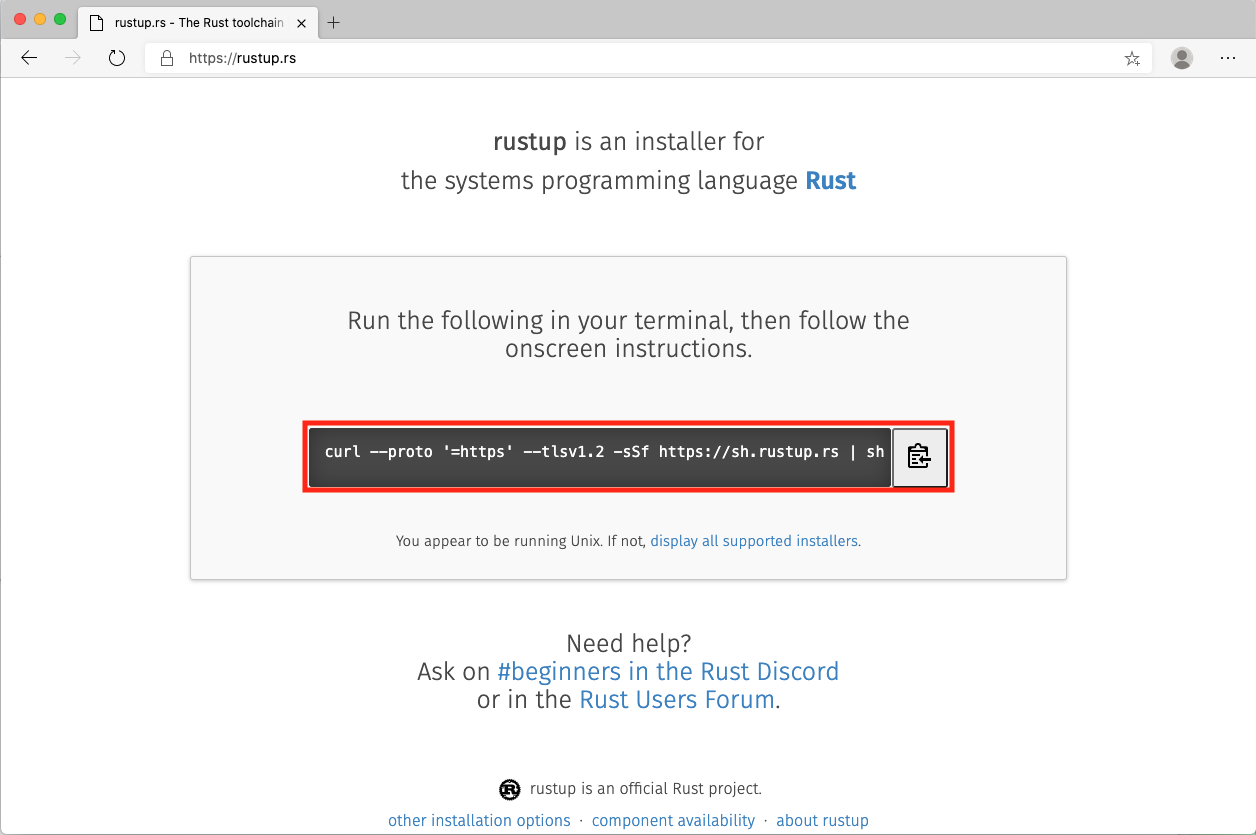 rustup.rs - The Rust toolchain
https://rustup.rs
rustup is an installer for
the systems programming language Rust
Run the following in your terminal, then follow the
onscreen instructions.
curl --proto '=https' --tlsv1.2 -sSf https://sh.rustup.rs | sh
You appear to be running Unix. If not, display all supported installers.
Need help?
Ask on #beginners in the Rust Discord
or in the Rust Users Forum.
R rustup is an official Rust project.
other installation options · component availability · about rustup